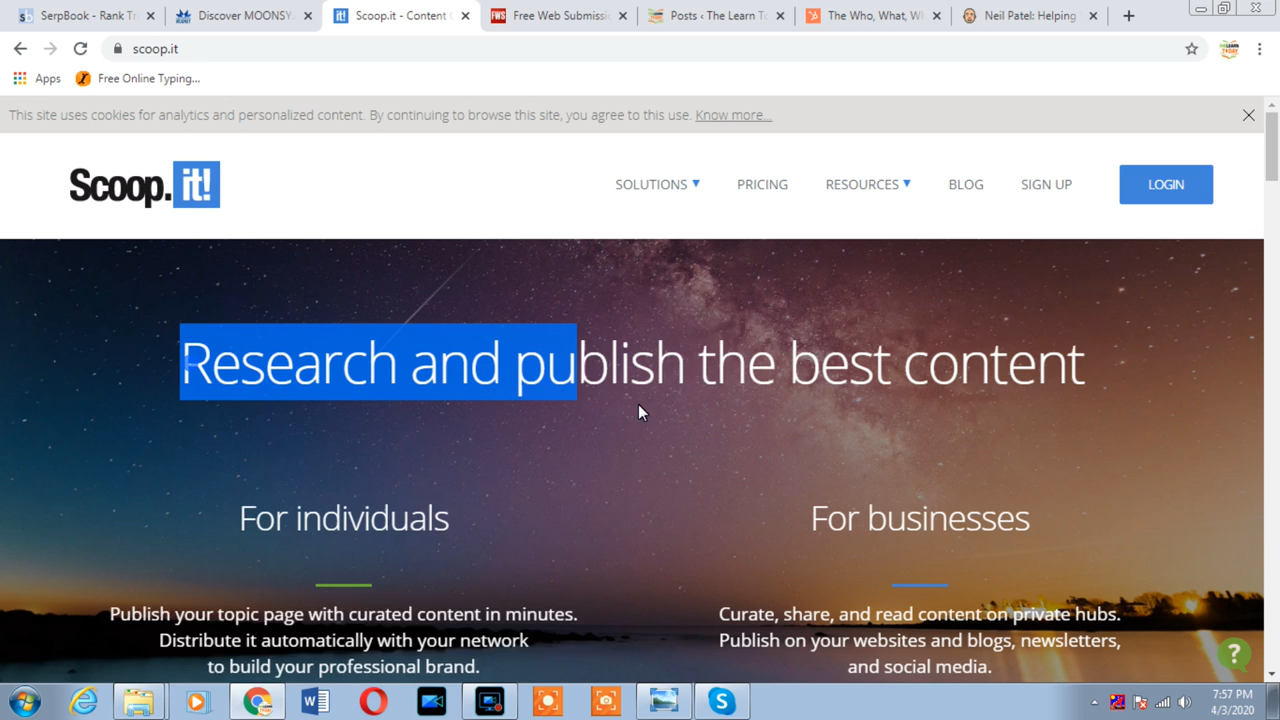 SerpBook - Rank Tr
Discover MOONSY
Scoop.it - Content
Free Web Submissi
Posts ‹ The Learn To
The Who, What, W
Neil Patel: Helping
scoop.it
Apps
Free Online Typing...
This site uses cookies for analytics and personalized content. By continuing to browse this site, you agree to this use. Know more...
Scoop.it!
SOLUTIONS
PRICING
RESOURCES
BLOG
SIGN UP
LOGIN
Research and publish the best content
For individuals
Publish your topic page with curated content in minutes.
Distribute it automatically with your network
to build your professional brand.
For businesses
Curate, share, and read content on private hubs.
Publish on your websites and blogs, newsletters,
and social media.
?
7:57 PM
4/3/2020